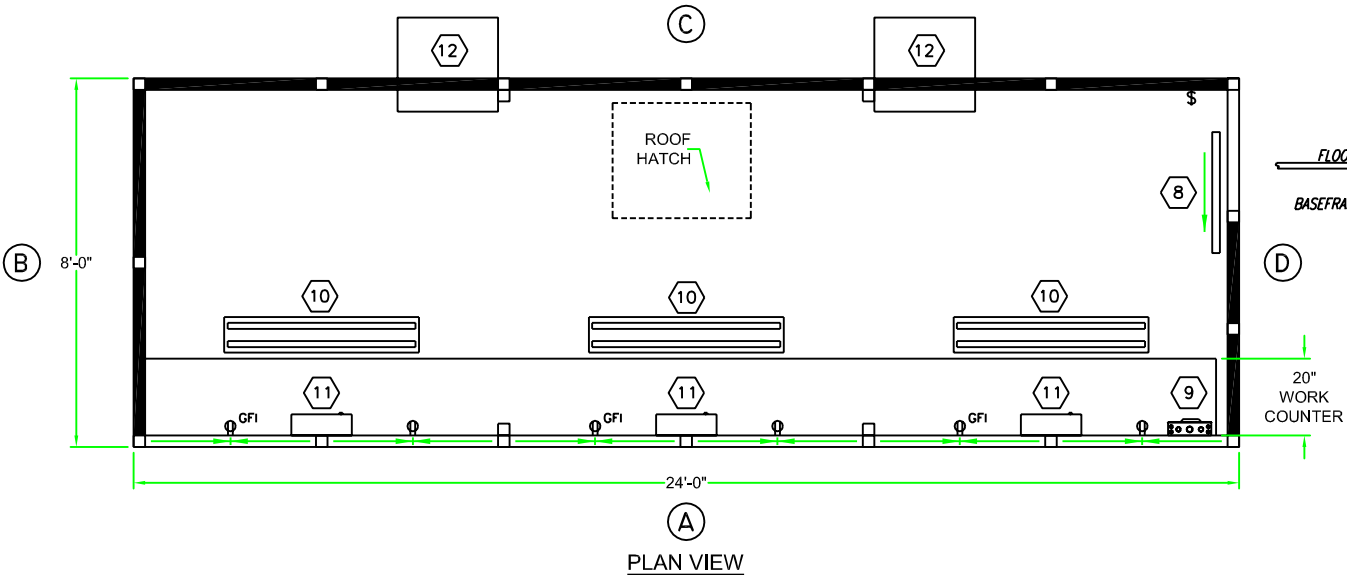 12
C
12
$
ROOF
HATCH
FLOO
8
BASEFRA
B
8'-0"
D
10
10
10
11
11
11
9
20"
WORK
COUNTER
GFI
GFI
GFI
24'-0"
A
PLAN VIEW